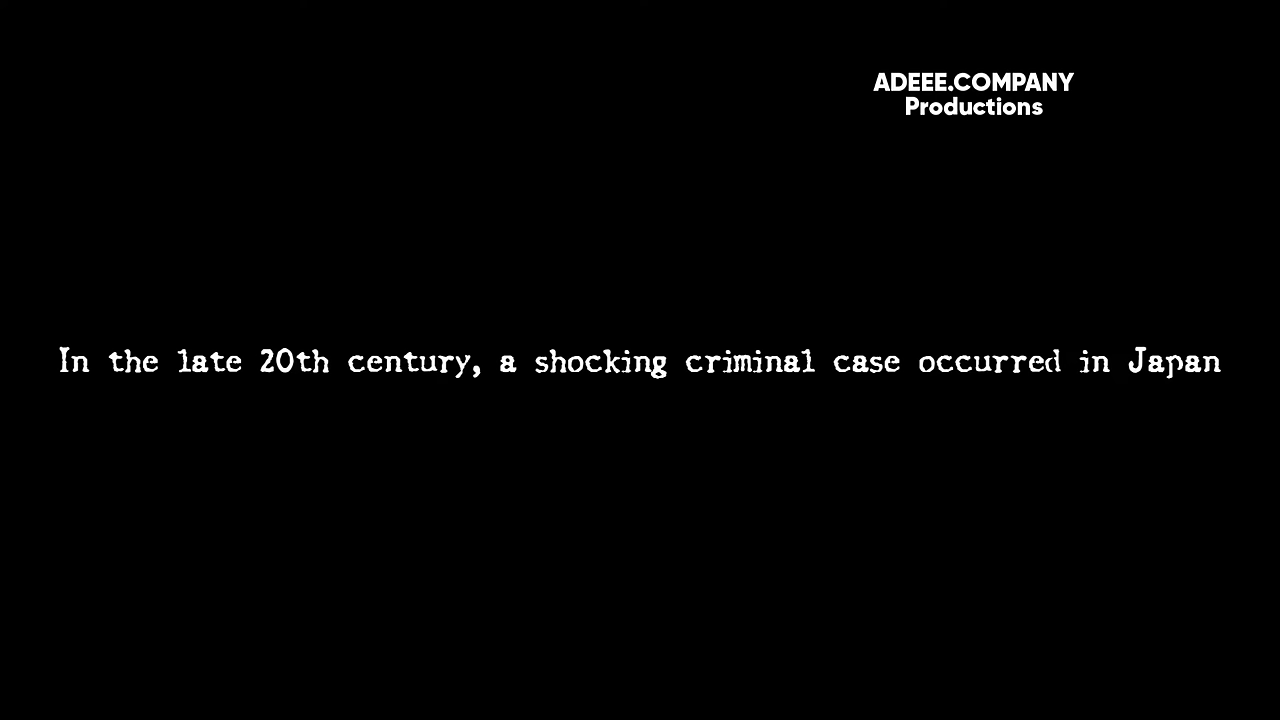 ADEEE.COMPANY
Productions
In the late 20th century, a shocking criminal case occurred in Japan